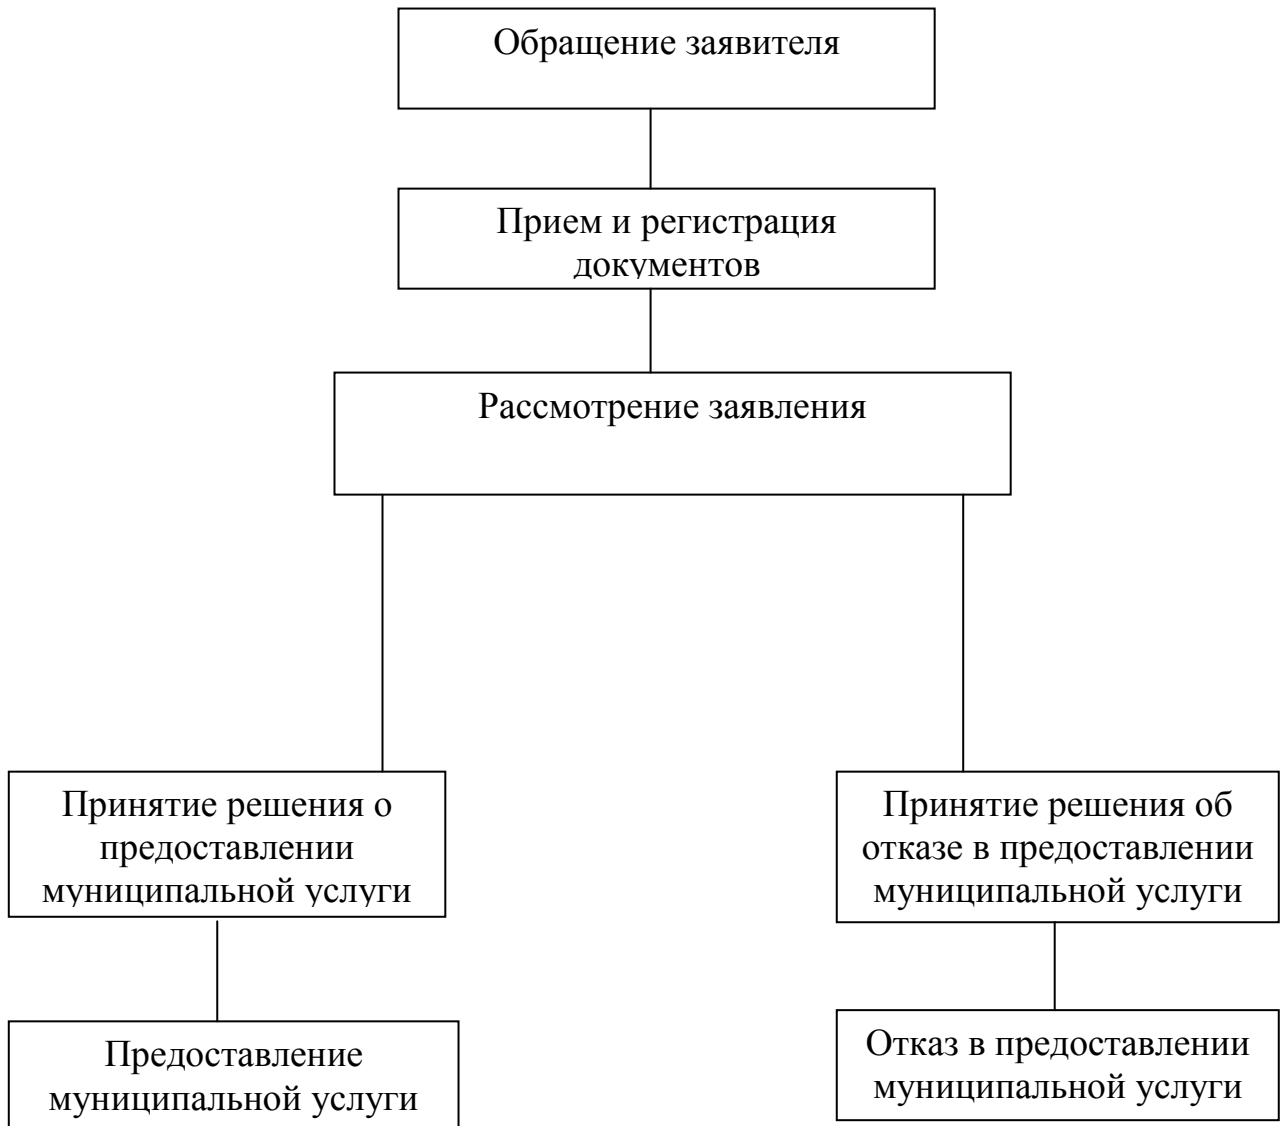 Обращение заявителя
Прием и регистрация
документов
Рассмотрение заявления
Принятие решения о
предоставлении
муниципальной услуги
Принятие решения об
отказе в предоставлении
муниципальной услуги
Предоставление
муниципальной услуги
Отказ в предоставлении
муниципальной услуги